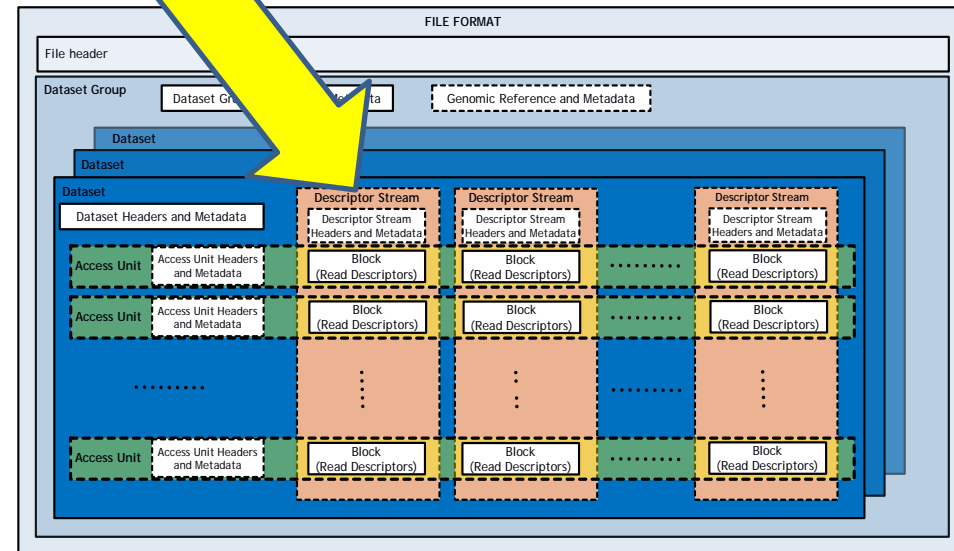 FILE FORMAT
File header
Dataset Group
Dataset
Genomic Reference and Metadata
Dataset
Dataset
Dataset
Dataset Headers and Metadata
Descriptor Stream
Descriptor Stream
Headers and Metadata
Descriptor Stream
Descriptor Stream
Headers and Metadata
Descriptor Stream
Descriptor Stream
Headers and Metadata
Access Unit
Access Unit Headers
and Metadata
Block
(Read Descriptors)
Block
(Read Descriptors)
Block
(Read Descriptors)
Access Unit
Access Unit Headers
and Metadata
Block
(Read Descriptors)
Block
(Read Descriptors)
Block
(Read Descriptors)
Access Unit
Access Unit Headers
and Metadata
Block
(Read Descriptors)
Block
(Read Descriptors)
Block
(Read Descriptors)